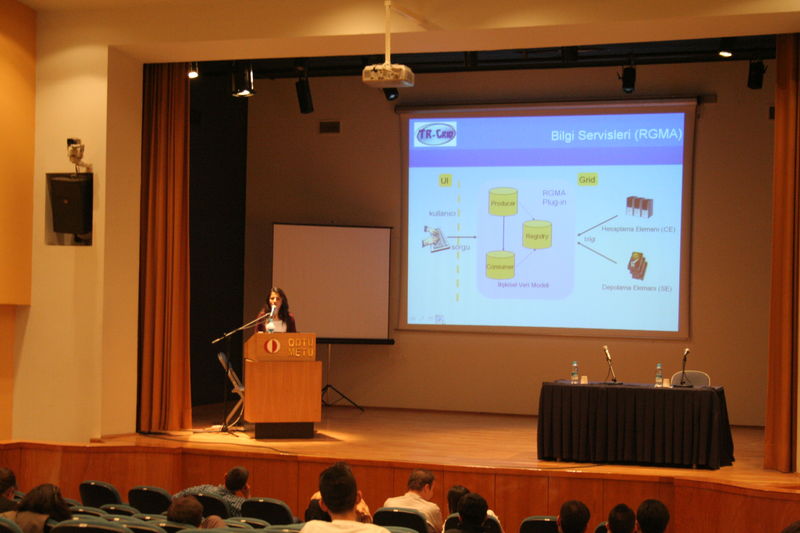 TR-GRID
Bilgi Servisleri (RGMA)
UI
Grid
Producer
RGMA-
Plug-in
kullanıcı
sorgu
Registry
bilgi
Hesaplama Elemanı (CE)
Consumer
İlişkisel Veri Modeli
Depolama Elemanı (SE)
ODTÜ
METU